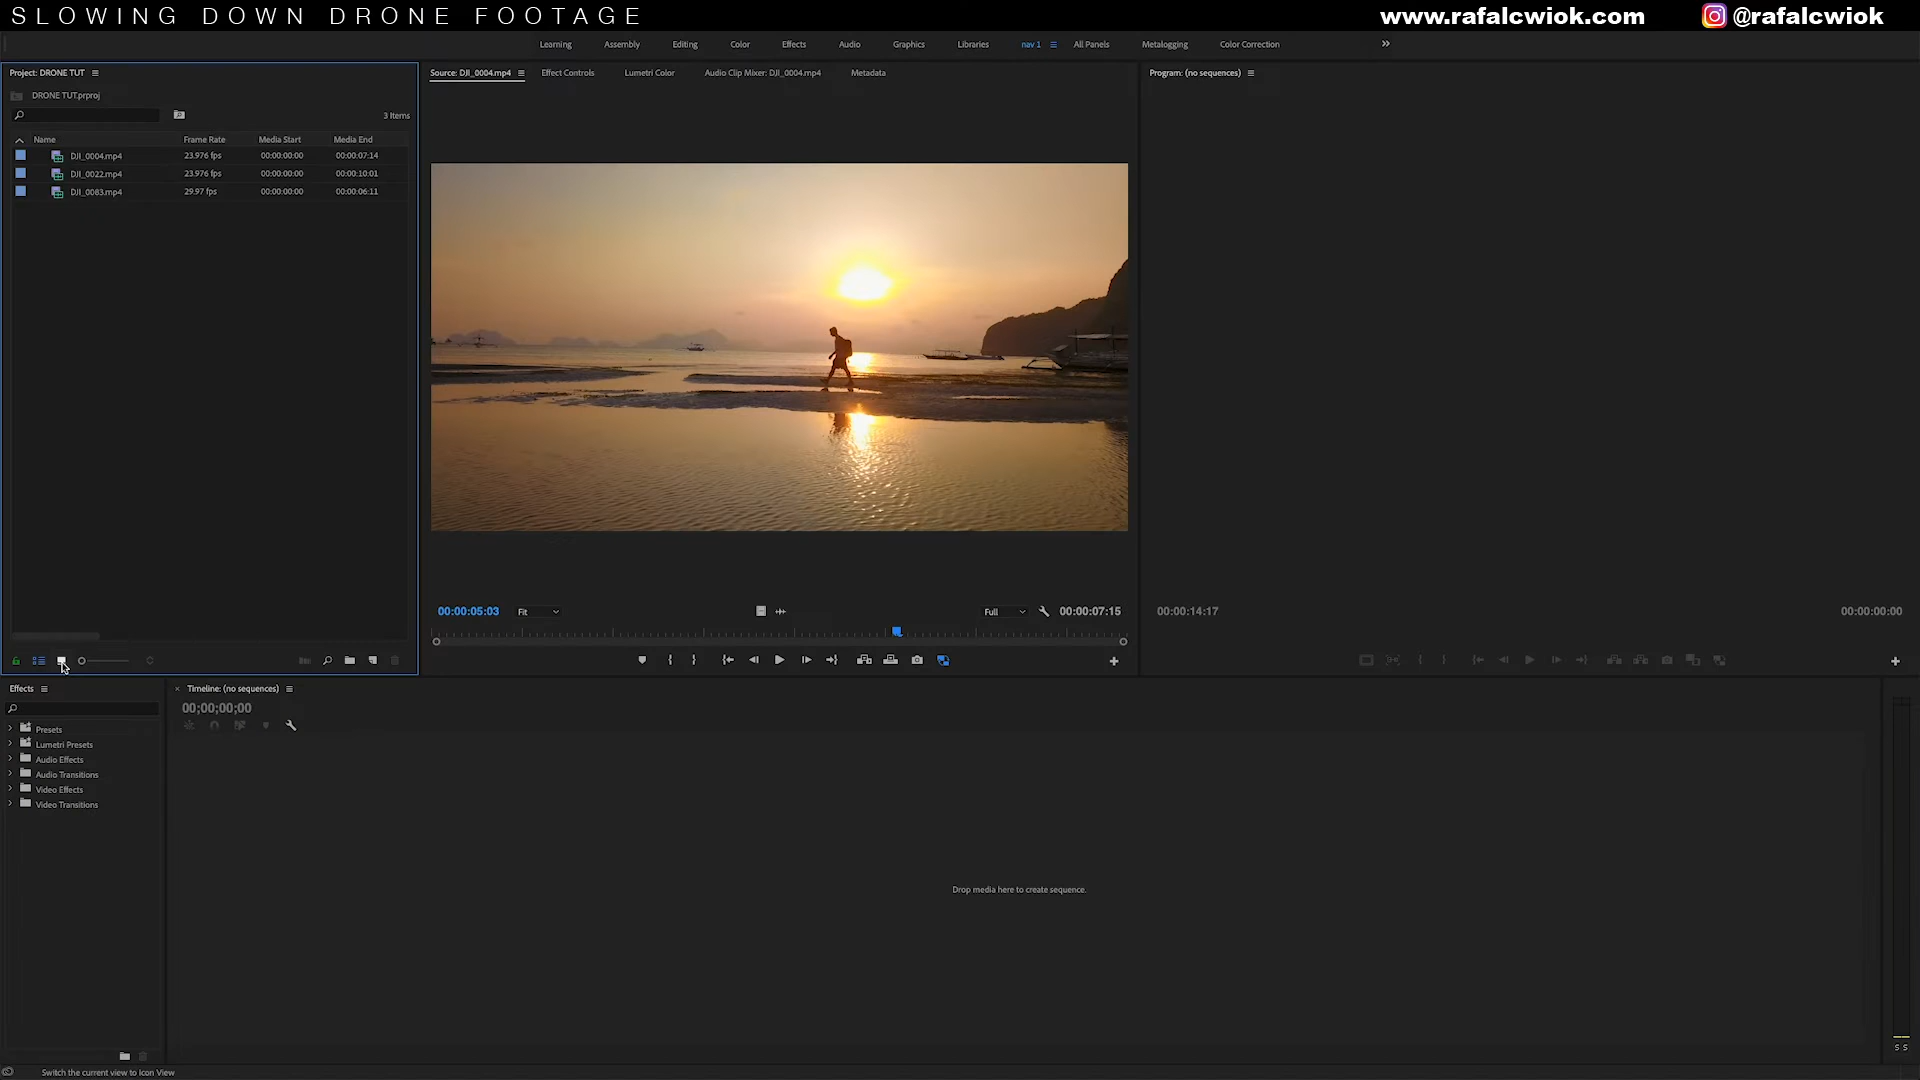 SLOWING DOWN DRONE FOOTAGE
www.rafalcwiok.com
@rafalcwiok
Learning
Assembly
Editing
Color
Effects
Audio
Graphics
Libraries
nav 1
All Panels
Metalogging
Color Correction
Project: DRONE TUT
DRONE TUT.prproj
3 Items
Name Frame Rate Media Start Media End
DJI_0004.mp4 23.976 fps 00:00:00:00 00:00:07:14
DJI_0022.mp4 23.976 fps 00:00:00:00 00:00:10:01
DJI_0083.mp4 29.97 fps 00:00:00:00 00:00:06:11
Source: DJI_0004.mp4
Effect Controls
Lumetri Color
Audio Clip Mixer: DJI_0004.mp4
Metadata
00:00:05:03
Fit
Full
00:00:07:15
Program: (no sequences)
00:00:14:17
00:00:00:00
Effects
Presets
Lumetri Presets
Audio Effects
Audio Transitions
Video Effects
Video Transitions
Timeline: (no sequences)
00;00;00;00
Drop media here to create sequence.
S S
Switch the current view to Icon View